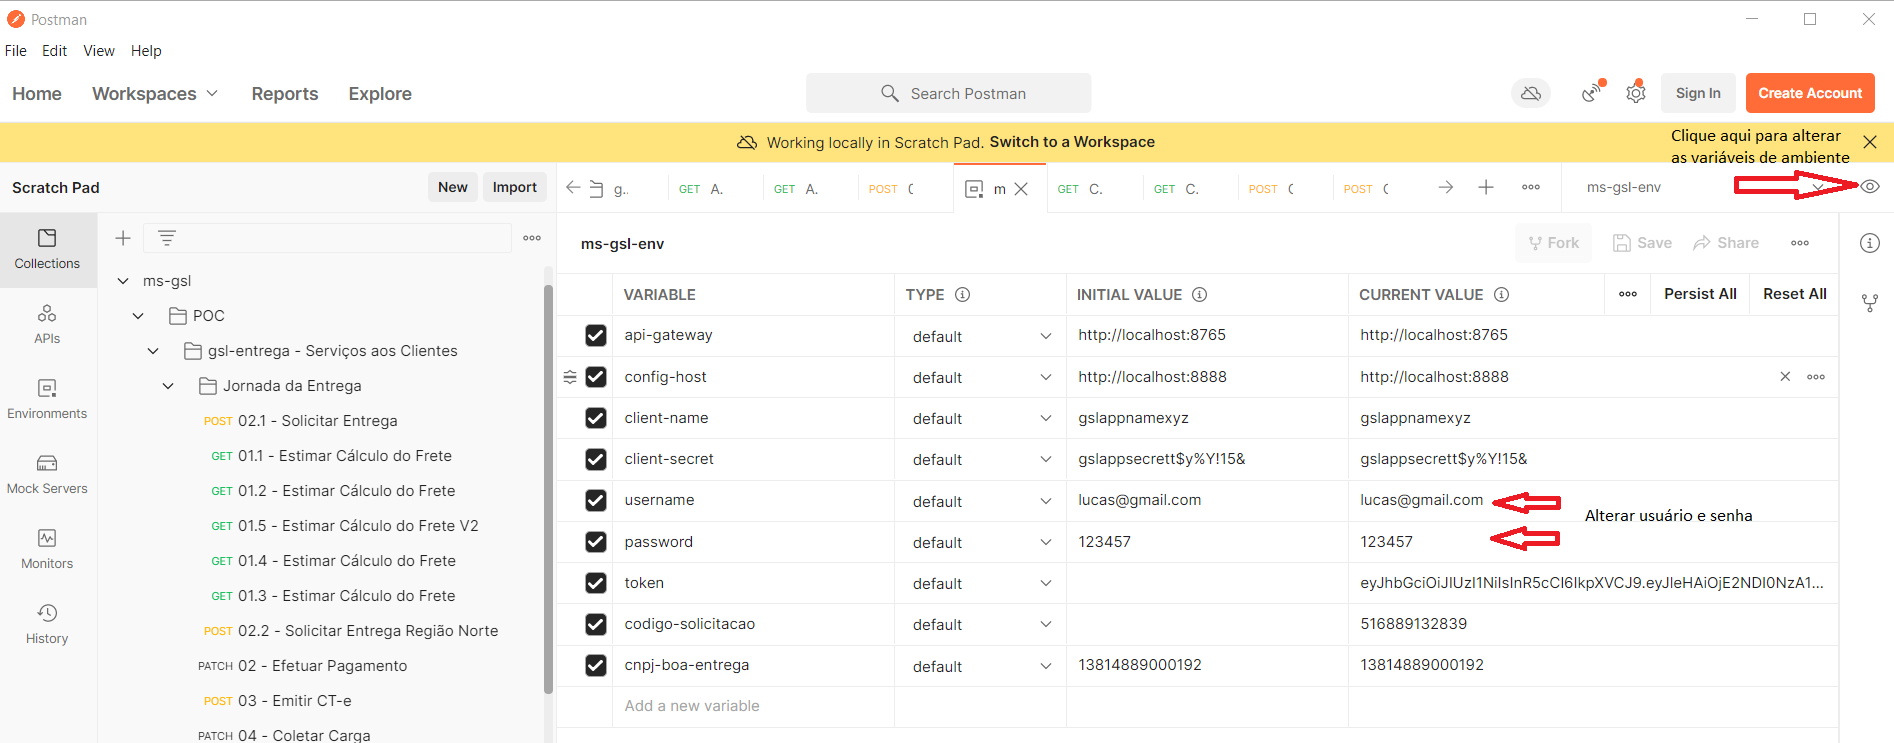 Postman
File Edit View Help
Home Workspaces Reports Explore Search Postman Sign In Create Account
Working locally in Scratch Pad. Switch to a Workspace
Clique aqui para alterar
as variáveis de ambiente
Scratch Pad New Import
g.. GET A. GET A. POST C m GET C. GET C. POST C POST C ms-gsl-env
Collections
APIs
Environments
Mock Servers
Monitors
History
ms-gsl
POC
gsl-entrega - Serviços aos Clientes
Jornada da Entrega
POST 02.1 - Solicitar Entrega
GET 01.1 - Estimar Cálculo do Frete
GET 01.2 - Estimar Cálculo do Frete
GET 01.5 - Estimar Cálculo do Frete V2
GET 01.4 - Estimar Cálculo do Frete
GET 01.3 - Estimar Cálculo do Frete
POST 02.2 - Solicitar Entrega Região Norte
PATCH 02 - Efetuar Pagamento
POST 03 - Emitir CT-e
PATCH 04 - Coletar Carga
ms-gsl-env Fork Save Share
VARIABLE TYPE INITIAL VALUE CURRENT VALUE Persist All Reset All
api-gateway default http://localhost:8765 http://localhost:8765
config-host default http://localhost:8888 http://localhost:8888
client-name default gslappnamexyz gslappnamexyz
client-secret default gslappsecrett$y%Y!15& gslappsecrett$y%Y!15&
username default lucas@gmail.com lucas@gmail.com
Alterar usuário e senha
password default 123457 123457
token default eyJhbGciOiJIUzI1NiIsInR5cCI6IkpXVCJ9.eyJleHAiOjE2NDI0NzA1...
codigo-solicitacao default 516889132839
cnpj-boa-entrega default 13814889000192 13814889000192
Add a new variable